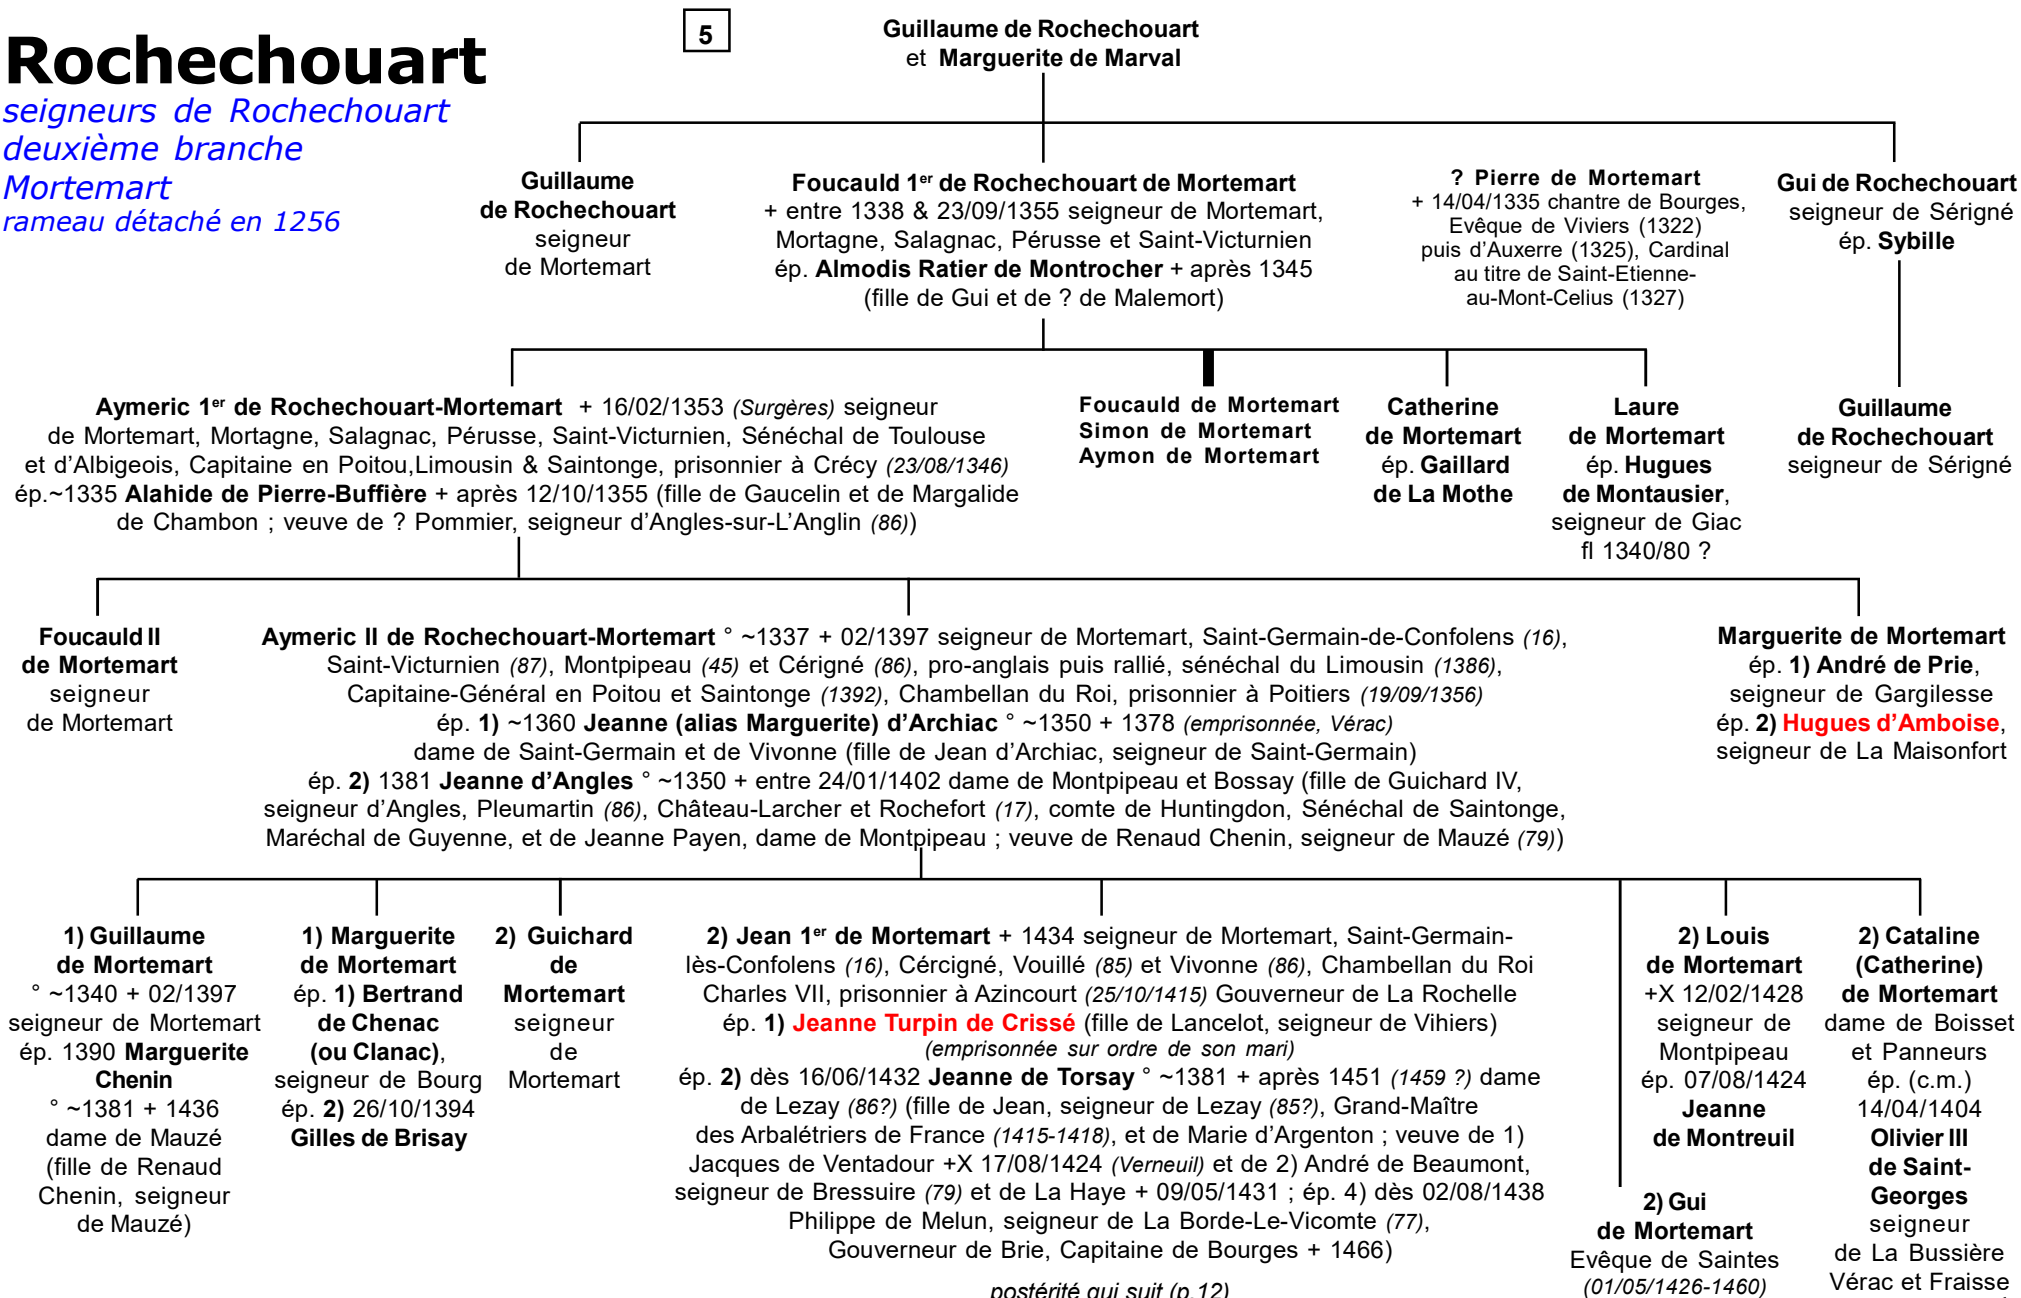 Rochechouart
seigneurs de Rochechouart
deuxième branche
Mortemart
rameau détaché en 1256
5
Guillaume de Rochechouart
et Marguerite de Marval
Guillaume
de Rochechouart
seigneur
de Mortemart
Foucauld 1er de Rochechouart de Mortemart
+ entre 1338 & 23/09/1355 seigneur de Mortemart,
Mortagne, Salagnac, Pérusse et Saint-Victurnien
ép. Almodis Ratier de Montrocher + après 1345
(fille de Gui et de ? de Malemort)
? Pierre de Mortemart
+ 14/04/1335 chantre de Bourges,
Evêque de Viviers (1322)
puis d’Auxerre (1325), Cardinal
au titre de Saint-Etienne-
au-Mont-Celius (1327)
Gui de Rochechouart
seigneur de Sérigné
ép. Sybille
Aymeric 1er de Rochechouart-Mortemart + 16/02/1353 (Surgères) seigneur
de Mortemart, Mortagne, Salagnac, Pérusse, Saint-Victurnien, Sénéchal de Toulouse
et d’Albigeois, Capitaine en Poitou,Limousin & Saintonge, prisonnier à Crécy (23/08/1346)
ép.~1335 Alahide de Pierre-Buffière + après 12/10/1355 (fille de Gaucelin et de Margalide
de Chambon ; veuve de ? Pommier, seigneur d’Angles-sur-L’Anglin (86))
Foucauld de Mortemart
Simon de Mortemart
Aymon de Mortemart
Catherine
de Mortemart
ép. Gaillard
de La Mothe
Laure
de Mortemart
ép. Hugues
de Montausier,
seigneur de Giac
fl 1340/80 ?
Guillaume
de Rochechouart
seigneur de Sérigné
Foucauld II
de Mortemart
seigneur
de Mortemart
Aymeric II de Rochechouart-Mortemart ° ~1337 + 02/1397 seigneur de Mortemart, Saint-Germain-de-Confolens (16),
Saint-Victurnien (87), Montpipeau (45) et Cérigné (86), pro-anglais puis rallié, sénéchal du Limousin (1386),
Capitaine-Général en Poitou et Saintonge (1392), Chambellan du Roi, prisonnier à Poitiers (19/09/1356)
ép. 1) ~1360 Jeanne (alias Marguerite) d’Archiac ° ~1350 + 1378 (emprisonnée, Vérac)
dame de Saint-Germain et de Vivonne (fille de Jean d’Archiac, seigneur de Saint-Germain)
ép. 2) 1381 Jeanne d’Angles ° ~1350 + entre 24/01/1402 dame de Montpipeau et Bossay (fille de Guichard IV,
seigneur d’Angles, Pleumartin (86), Château-Larcher et Rochefort (17), comte de Huntingdon, Sénéchal de Saintonge,
Maréchal de Guyenne, et de Jeanne Payen, dame de Montpipeau ; veuve de Renaud Chenin, seigneur de Mauzé (79))
Marguerite de Mortemart
ép. 1) André de Prie,
seigneur de Gargilesse
ép. 2) Hugues d’Amboise,
seigneur de La Maisonfort
1) Guillaume
de Mortemart
° ~1340 + 02/1397
seigneur de Mortemart
ép. 1390 Marguerite
Chenin
° ~1381 + 1436
dame de Mauzé
(fille de Renaud
Chenin, seigneur
de Mauzé)
1) Marguerite
de Mortemart
ép. 1) Bertrand
de Chenac
(ou Clanac),
seigneur de Bourg
ép. 2) 26/10/1394
Gilles de Brisay
2) Guichard
de
Mortemart
seigneur
de
Mortemart
2) Jean 1er de Mortemart + 1434 seigneur de Mortemart, Saint-Germain-
lès-Confolens (16), Cércigné, Vouillé (85) et Vivonne (86), Chambellan du Roi
Charles VII, prisonnier à Azincourt (25/10/1415) Gouverneur de La Rochelle
ép. 1) Jeanne Turpin de Crissé (fille de Lancelot, seigneur de Vihiers)
(emprisonnée sur ordre de son mari)
ép. 2) dès 16/06/1432 Jeanne de Torsay ° ~1381 + après 1451 (1459 ?) dame
de Lezay (86?) (fille de Jean, seigneur de Lezay (85?), Grand-Maître
des Arbalétriers de France (1415-1418), et de Marie d’Argenton ; veuve de 1)
Jacques de Ventadour +X 17/08/1424 (Verneuil) et de 2) André de Beaumont,
seigneur de Bressuire (79) et de La Haye + 09/05/1431 ; ép. 4) dès 02/08/1438
Philippe de Melun, seigneur de La Borde-Le-Vicomte (77),
Gouverneur de Brie, Capitaine de Bourges + 1466)
postérité qui suit (p.12)
2) Gui
de Mortemart
Evêque de Saintes
(01/05/1426-1460)
2) Louis
de Mortemart
+X 12/02/1428
seigneur de
Montpipeau
ép. 07/08/1424
Jeanne
de Montreuil
2) Cataline
(Catherine)
de Mortemart
dame de Boisset
et Panneurs
ép. (c.m.)
14/04/1404
Olivier III
de Saint-
Georges
seigneur
de La Bussière
Vérac et Fraisse